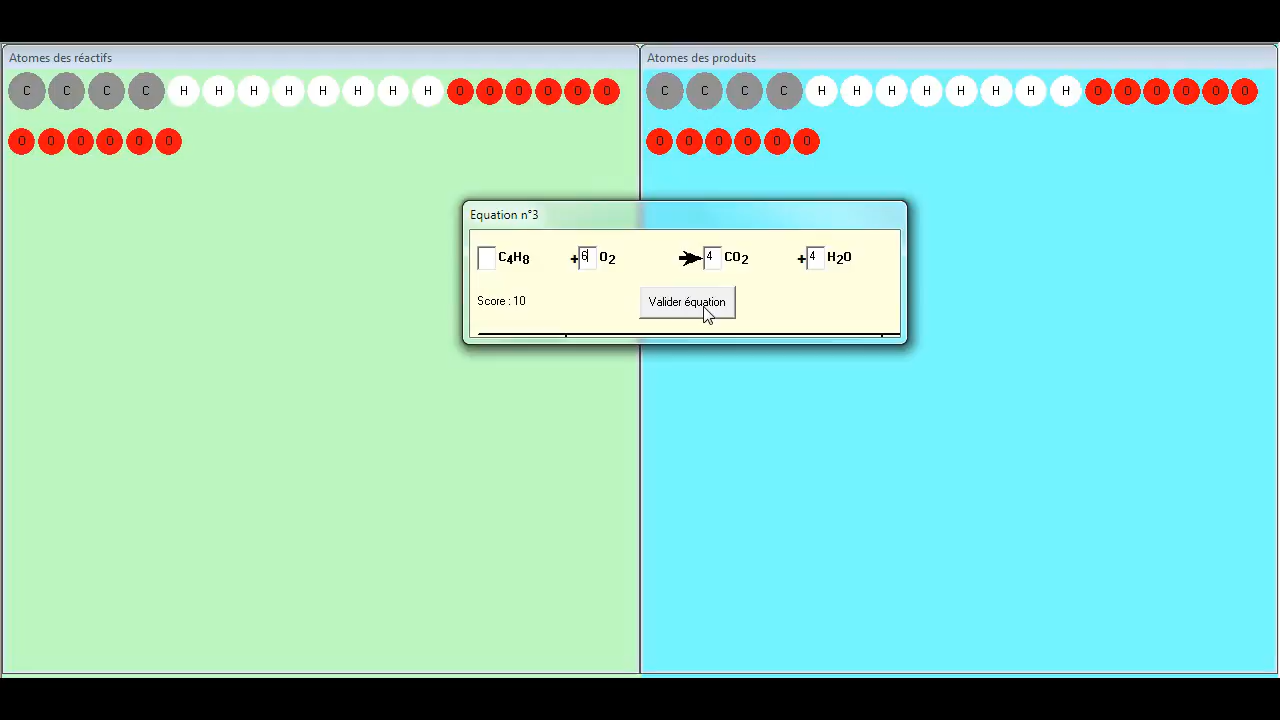 Atomes des réactifs
C C C C H H H H H H H H O O O O O O
O O O O O O
Atomes des produits
C C C C H H H H H H H H O O O O O O
O O O O O O
Equation n°3
C4H8 + 6 O2 4 CO2 + 4 H2O
Score : 10
Valider équation